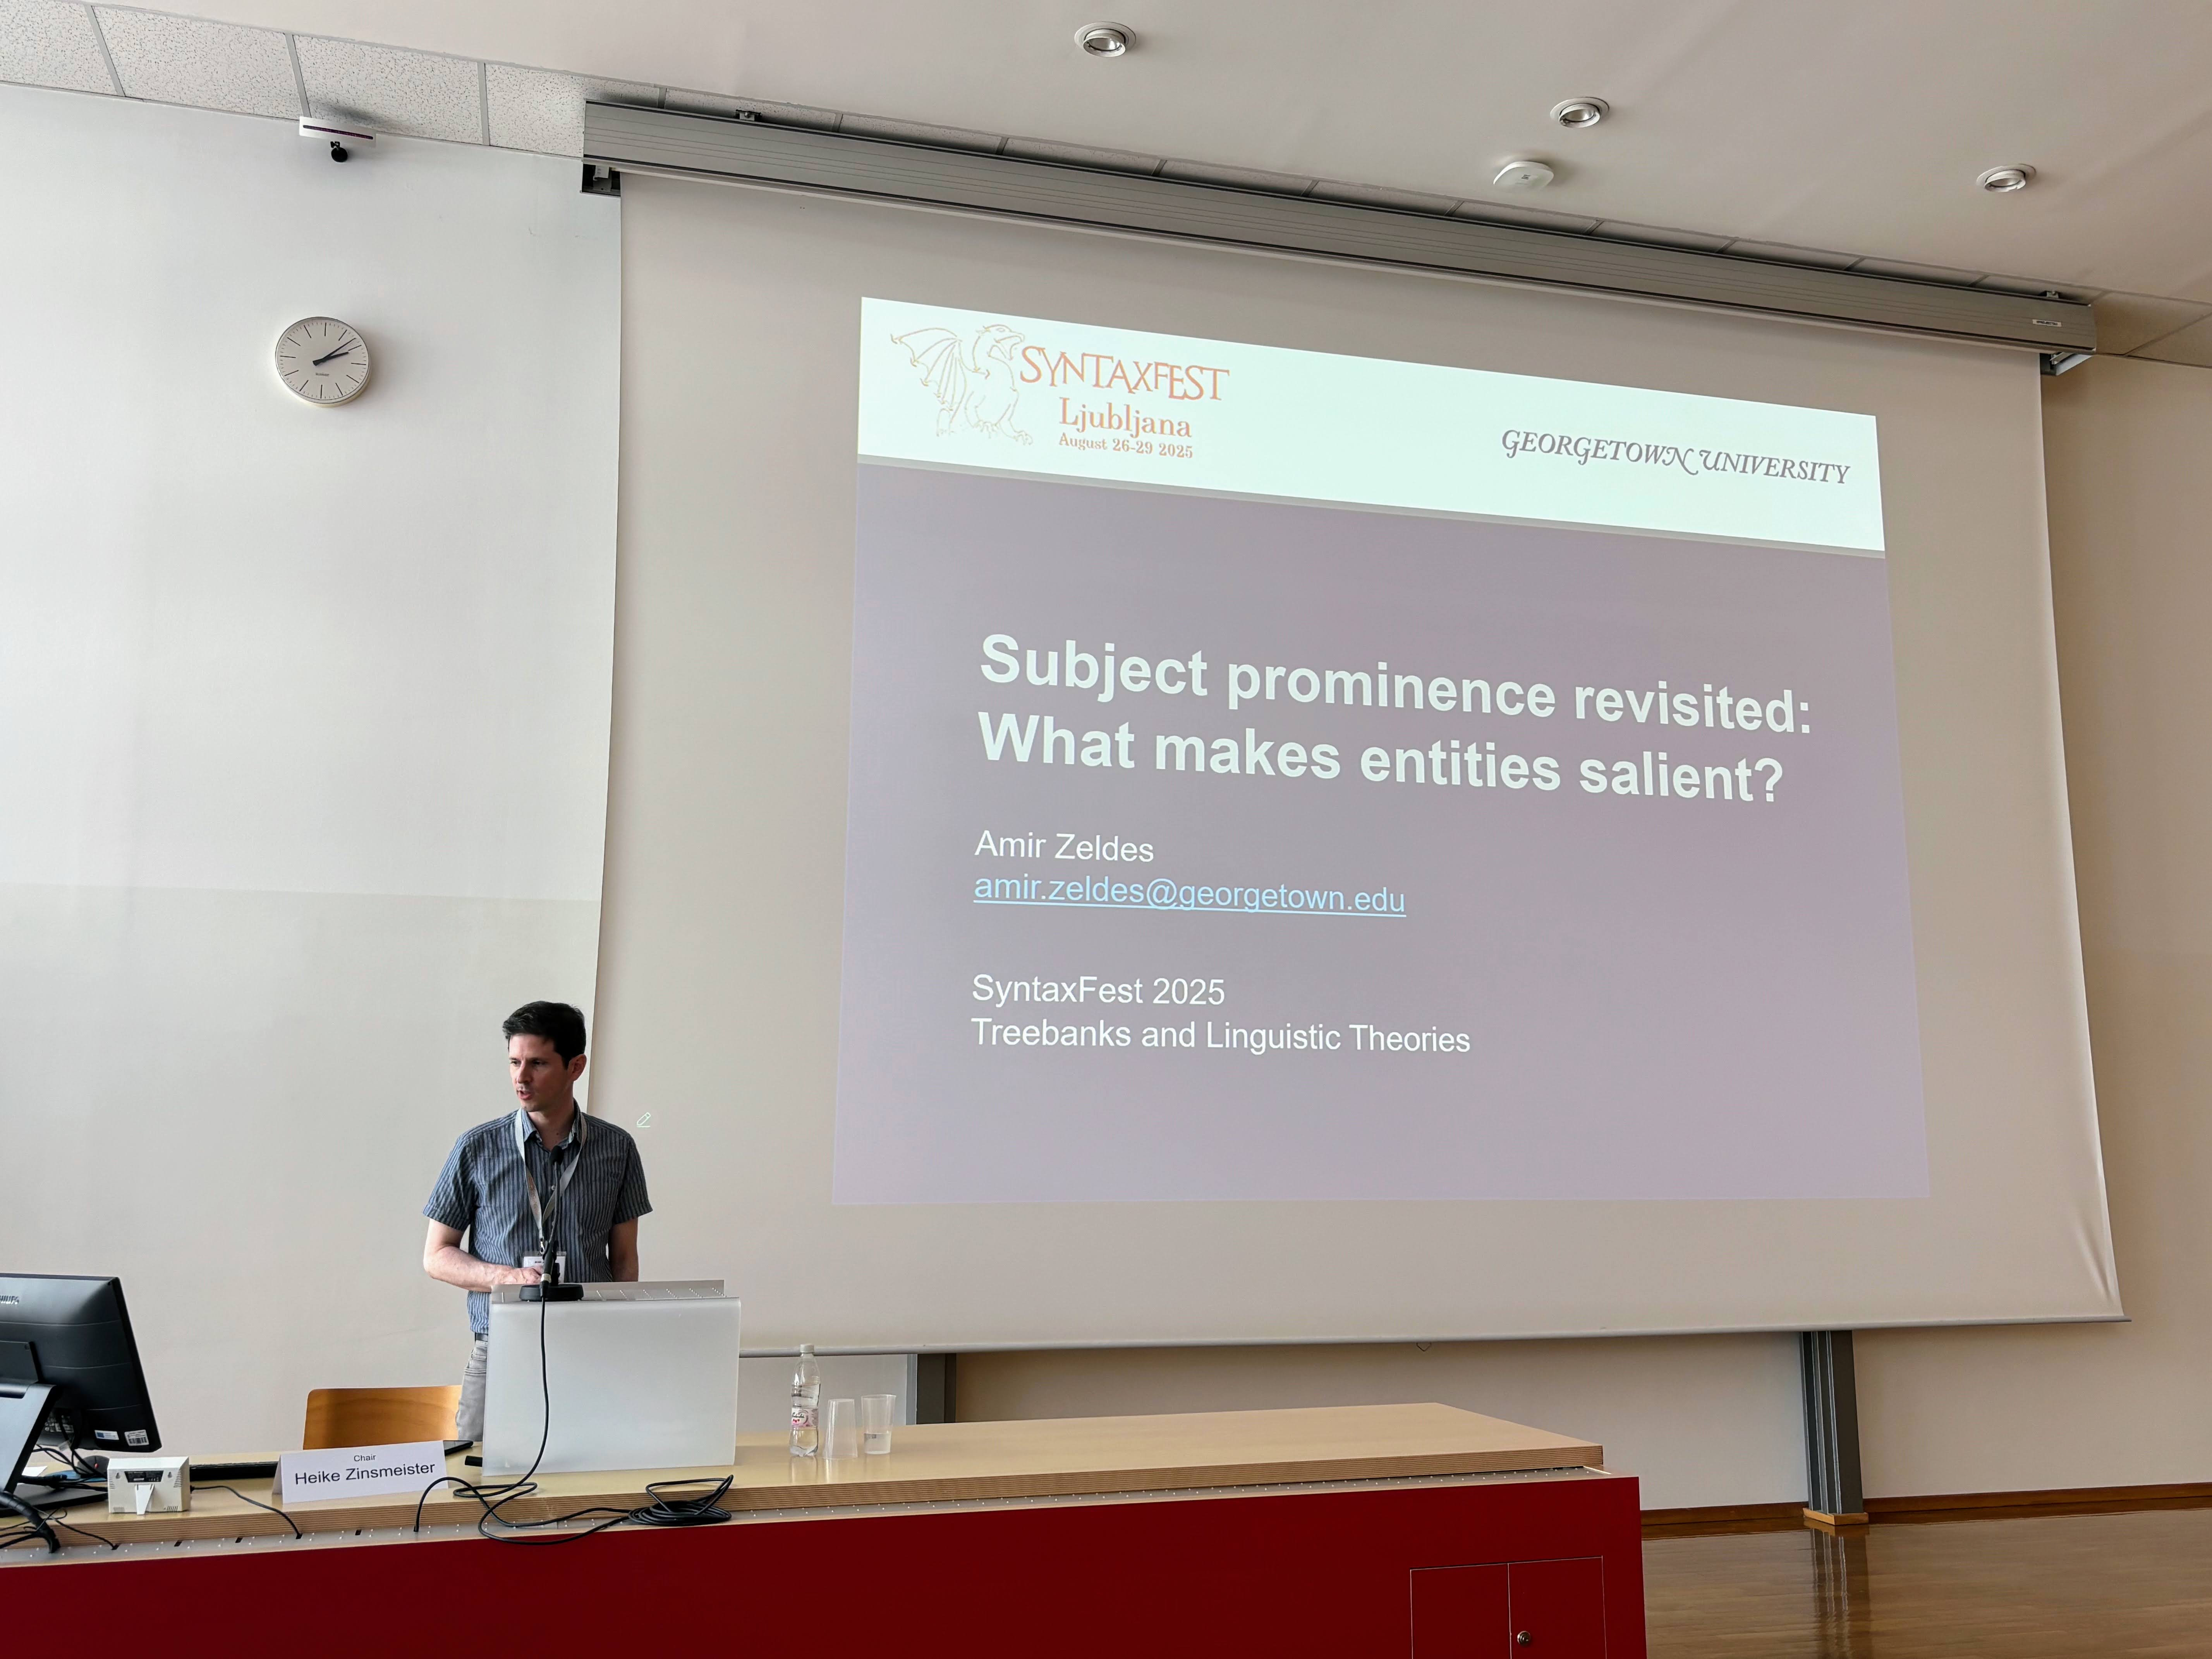 SYNTAXFEST
Ljubljana
August 26-29 2025
GEORGETOWN UNIVERSITY
Subject prominence revisited:
What makes entities salient?
Amir Zeldes
amir.zeldes@georgetown.edu
SyntaxFest 2025
Treebanks and Linguistic Theories
Chair
Heike Zinsmeister